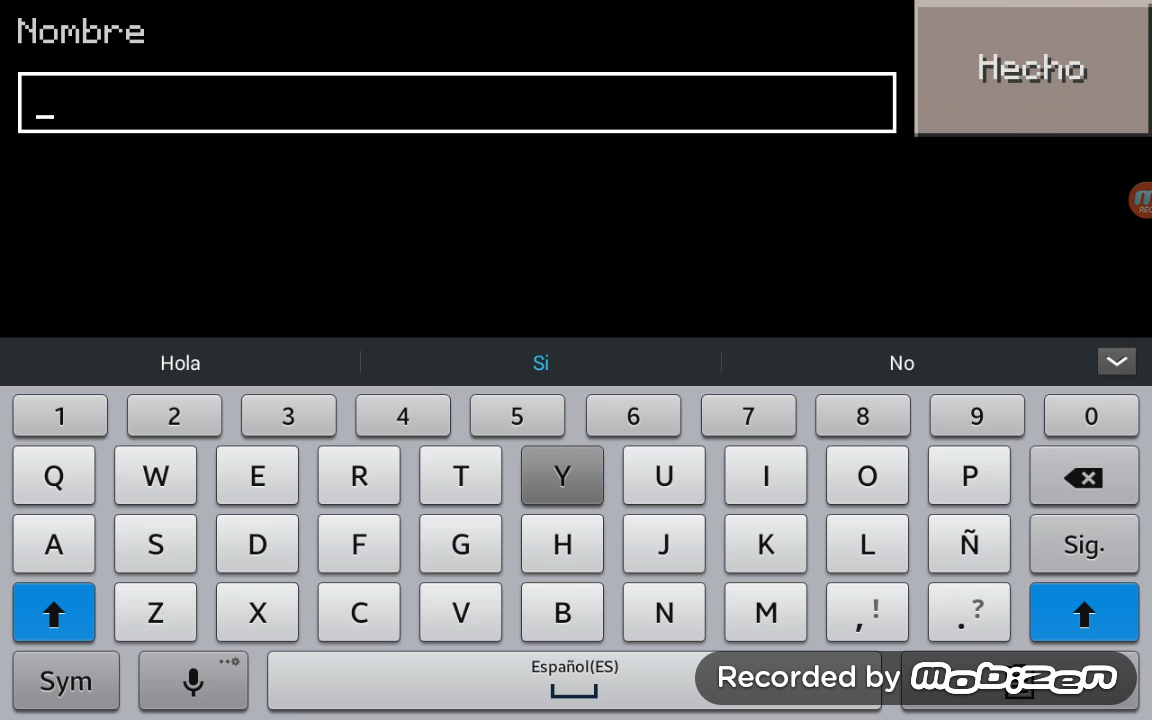 Nombre
Hecho
_
REC
Hola Si No
1 2 3 4 5 6 7 8 9 0
Q W E R T Y U I O P
A S D F G H J K L Ñ Sig.
Z X C V B N M , ! . ?
Sym Español(ES)
Recorded by mobizen